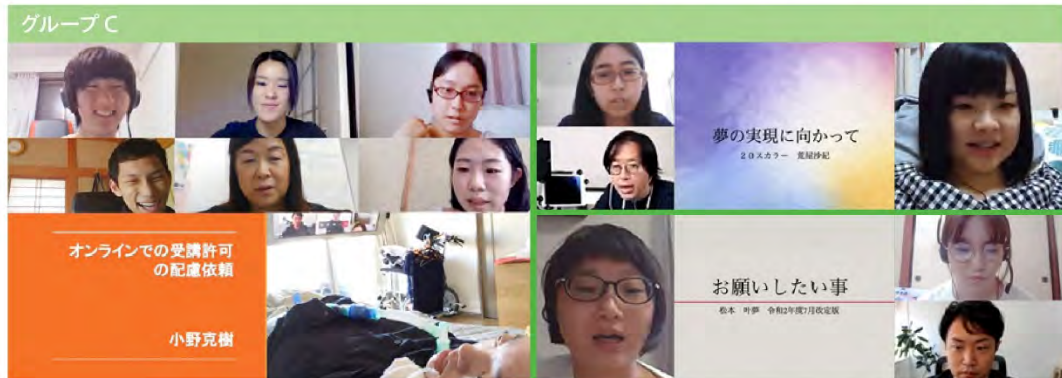 グループ C
夢の実現に向かって
20スカラー 荒屋沙紀
オンラインでの受講許可
の配慮依頼
小野克樹
お願いしたい事
松本 叶夢 令和2年度7月改定版